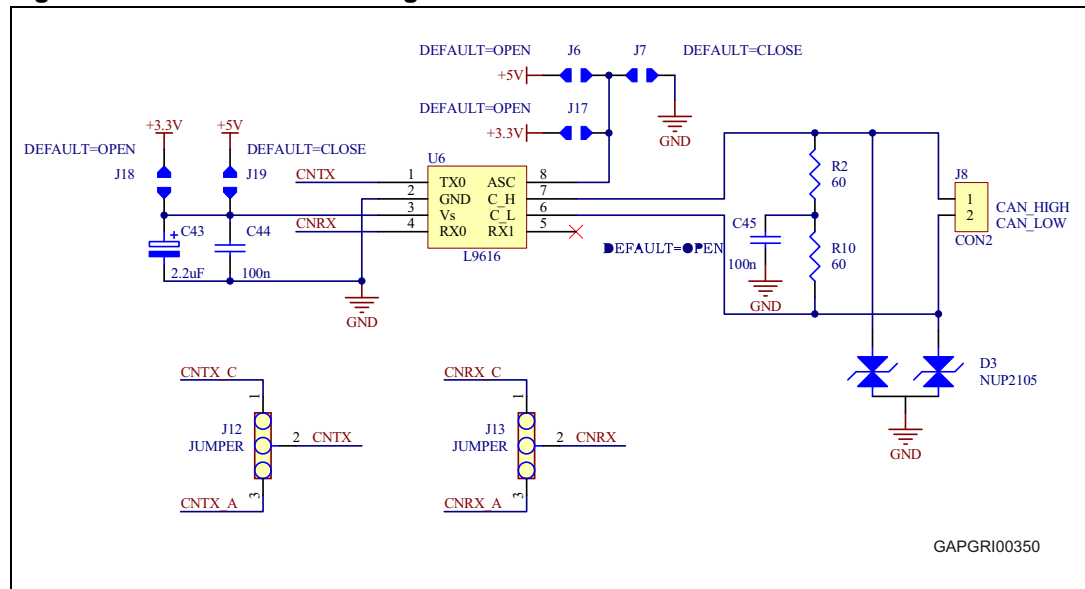 DEFAULT=OPEN J6 J7 DEFAULT=CLOSE
+5V
DEFAULT=OPEN J17
+3.3V +5V
+3.3V
GND
DEFAULT=OPEN DEFAULT=CLOSE
J18 J19
U6
CNTX 1 TX0 ASC 8
2 GND C_H 7
3 Vs C_L 6
CNRX 4 RX0 RX1 5
L9616
C43 C44
+
2.2uF 100n
GND
R2
60
J8
1 CAN_HIGH
2 CAN_LOW
CON2
DEFAULT=OPEN C45
100n
R10
60
GND
D3
NUP2105
GND
CNTX_C CNRX_C
1 1
J12 J13
JUMPER 2 CNTX JUMPER 2 CNRX
3 3
CNTX_A CNRX_A
GAPGRI00350